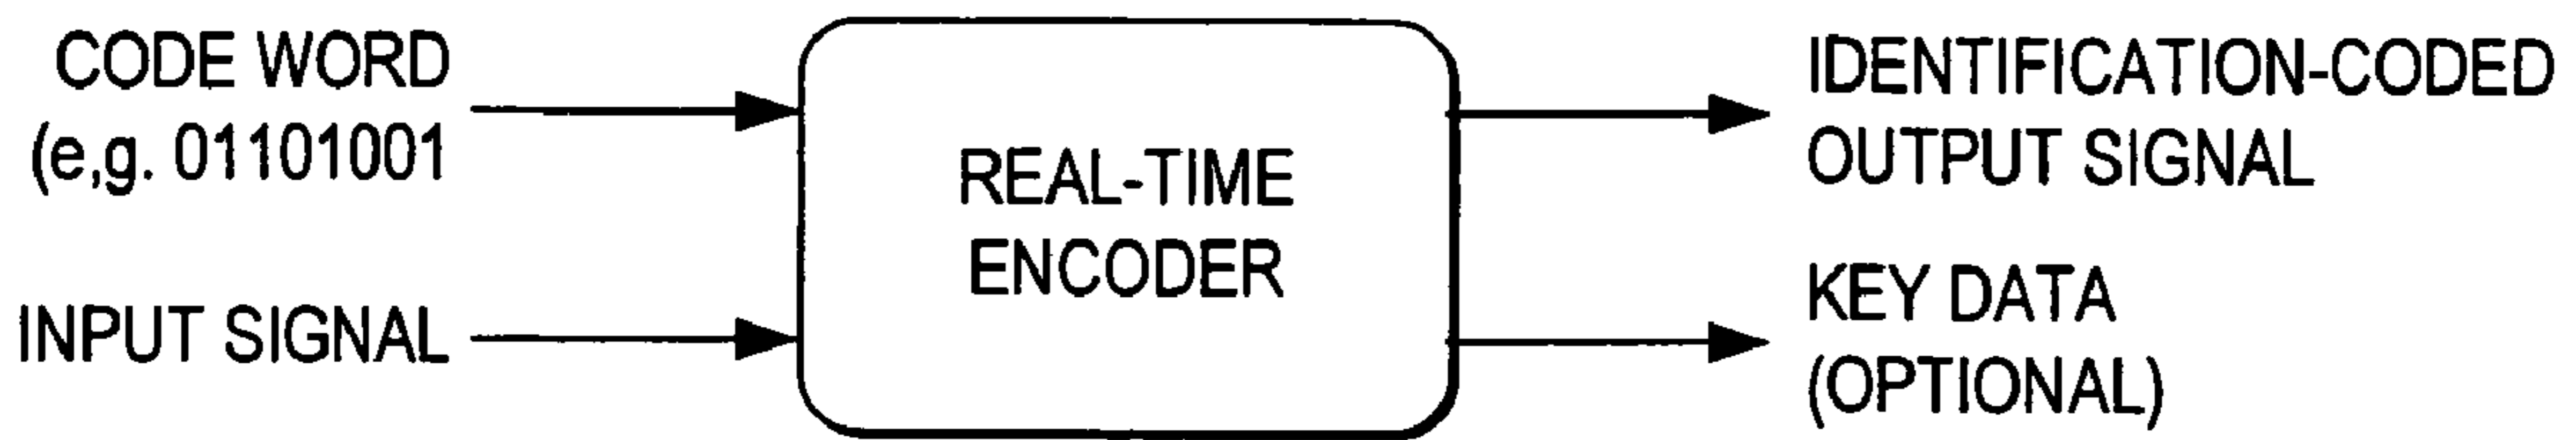 CODE WORD
(e,g. 01101001
INPUT SIGNAL
REAL-TIME
ENCODER
IDENTIFICATION-CODED
OUTPUT SIGNAL
KEY DATA
(OPTIONAL)